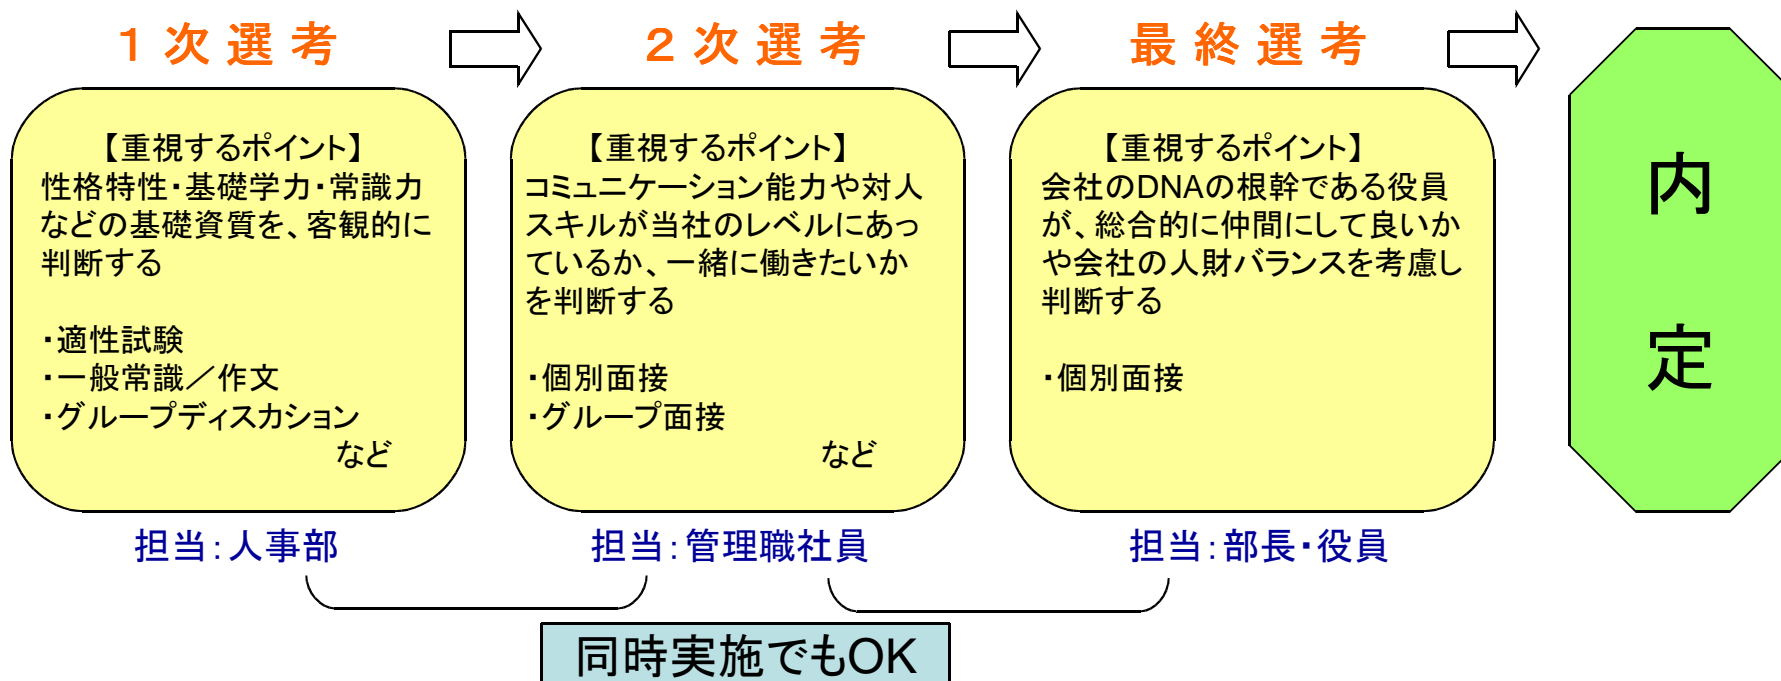 １次選考
２次選考
最終選考
【重視するポイント】
性格特性・基礎学力・常識力
などの基礎資質を、客観的に
判断する
・適性試験
・一般常識／作文
・グループディスカション
など
【重視するポイント】
コミュニケーション能力や対人
スキルが当社のレベルにあっ
ているか、一緒に働きたいか
を判断する
・個別面接
・グループ面接
など
【重視するポイント】
会社のDNAの根幹である役員
が、総合的に仲間にして良いか
や会社の人財バランスを考慮し
判断する
・個別面接
内
定
担当：人事部
担当：管理職社員
担当：部長・役員
同時実施でもOK